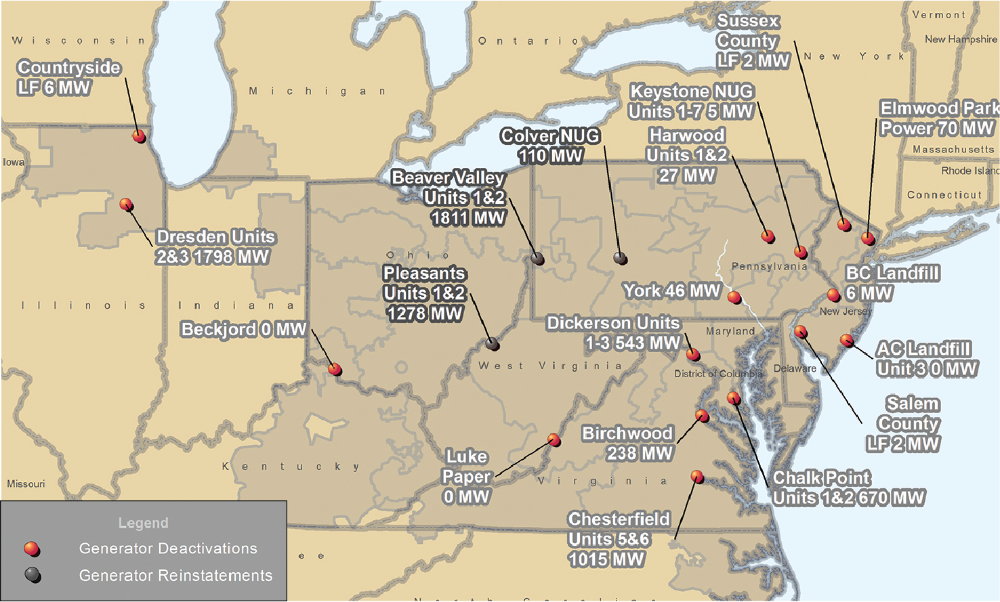 Vermont
Sussex
County
LF 2 MW
Wisconsin
Ontario
New Hampshire
New York
Countryside
LF 6 MW
Michigan
Keystone NUG
Units 1-7 5 MW
Elmwood Park
Power 70 MW
Colver NUG
110 MW
Harwood
Units 1&2
27 MW
Massachusetts
Iowa
Rhode Island
Beaver Valley
Units 1&2
1811 MW
Connecticut
Dresden Units
2&3 1798 MW
Ohio
Pennsylvania
Pleasants
Units 1&2
1278 MW
BC Landfill
6 MW
York 46 MW
Illinois
Indiana
New Jersey
Beckjord 0 MW
Dickerson Units
1-3 543 MW
Maryland
AC Landfill
Unit 3 0 MW
West Virginia
District of Columbia
Delaware
Salem
County
LF 2 MW
Birchwood
238 MW
Luke
Paper
0 MW
Kentucky
Virginia
Missouri
Chalk Point
Units 1&2 670 MW
Chesterfield
Units 5&6
1015 MW
Legend
Generator Deactivations
Generator Reinstatements
ee
North Carolina